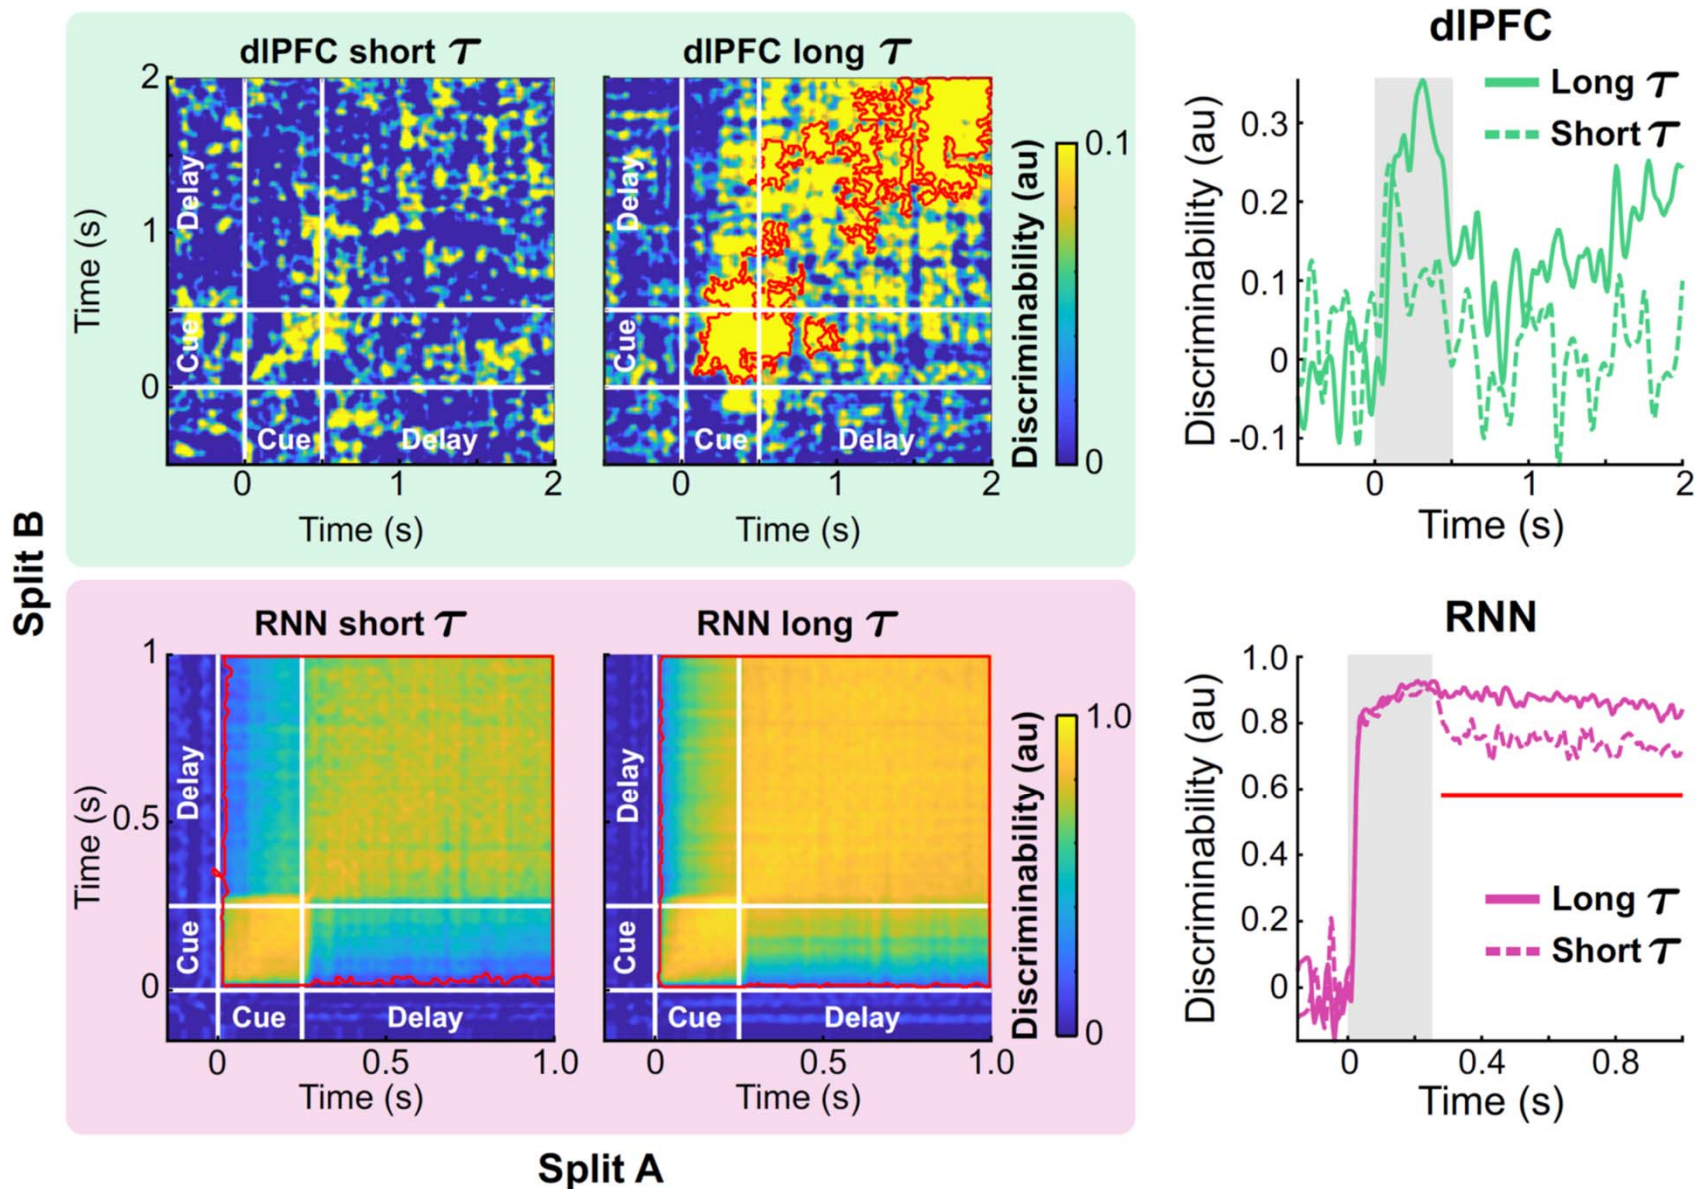 dlPFC short τ
dlPFC long τ
2
1
0
Time (s)
Delay
Cue
Cue
Delay
0
1
2
Time (s)
Delay
Cue
Cue
Delay
0
1
2
Time (s)
Discriminability (au)
0.1
0
dlPFC
Long τ
Short τ
Discriminability (au)
0.3
0.2
0.1
0
-0.1
0
1
2
Time (s)
Split B
RNN short τ
RNN long τ
1
0.5
0
Time (s)
Delay
Cue
Cue
Delay
0
0.5
1.0
Time (s)
Delay
Cue
Cue
Delay
0
0.5
1.0
Time (s)
Discriminability (au)
1.0
0
RNN
Discriminability (au)
1.0
0.8
0.6
0.4
0.2
0
Long τ
Short τ
0
0.4
0.8
Time (s)
Split A